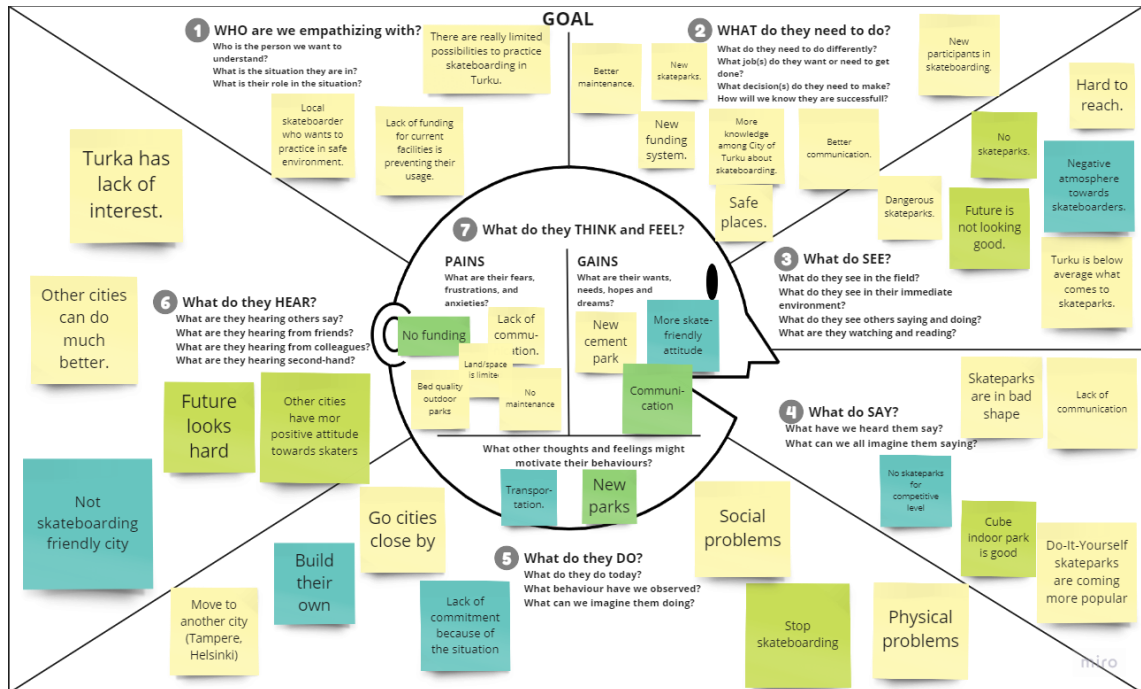 GOAL
1 WHO are we empathizing with?
Who is the person we want to
understand?
What is the situation they are in?
What is their role in the situation?
There are really limited
possibilities to practice
skateboarding in
Turku.
Local
skateboarder
who wants to
practice in safe
environment.
Lack of funding
for current
facilities is
preventing their
usage.
2 WHAT do they need to do?
What do they need to do differently?
What job(s) do they want or need to get
done?
What decision(s) do they need to make?
How will we know they are successful?
Better
maintenance.
New
skateparks.
New
participants in
skateboarding.
New
funding
system.
More
knowledge
among City of
Turku about
skateboarding.
Better
communication.
Safe
places.
Hard to
reach.
No
skateparks.
Negative
atmosphere
towards
skateboarders.
Dangerous
skateparks.
Future is
not looking
good.
Turku is below
average what
comes to
skateparks.
3 What do SEE?
What do they see in the field?
What do they see in their immediate
environment?
What do they see others saying and doing?
What are they watching and reading?
4 What do SAY?
What have we heard them say?
What can we all imagine them saying?
Skateparks
are in bad
shape
Lack of
communication
No skateparks
for
competitive
level
Cube
indoor park
is good
Do-It-Yourself
skateparks
are coming
more popular
5 What do they DO?
What do they do today?
What behaviour have we observed?
What can we imagine them doing?
Go cities
close by
Build
their
own
Move to
another city
(Tampere,
Helsinki)
Lack of
commitment
because of
the situation
Social
problems
Stop
skateboarding
Physical
problems
6 What do they HEAR?
What are they hearing others say?
What are they hearing from friends?
What are they hearing from colleagues?
What are they hearing second-hand?
Turka has
lack of
interest.
Other cities
can do
much
better.
Future
looks
hard
Other cities
have mor
positive attitude
towards skaters
Not
skateboarding
friendly city
7 What do they THINK and FEEL?
PAINS
What are their fears,
frustrations, and
anxieties?
No funding
Lack of
commu-
ation.
Land/space
is limited
Bed quality
outdoor
parks
No
maintenance
GAINS
What are their wants,
needs, hopes and
dreams?
New
cement
park
More skate-
friendly
attitude
Communi-
cation
What other thoughts and feelings might
motivate their behaviours?
Transpor-
tation.
New
parks
miro